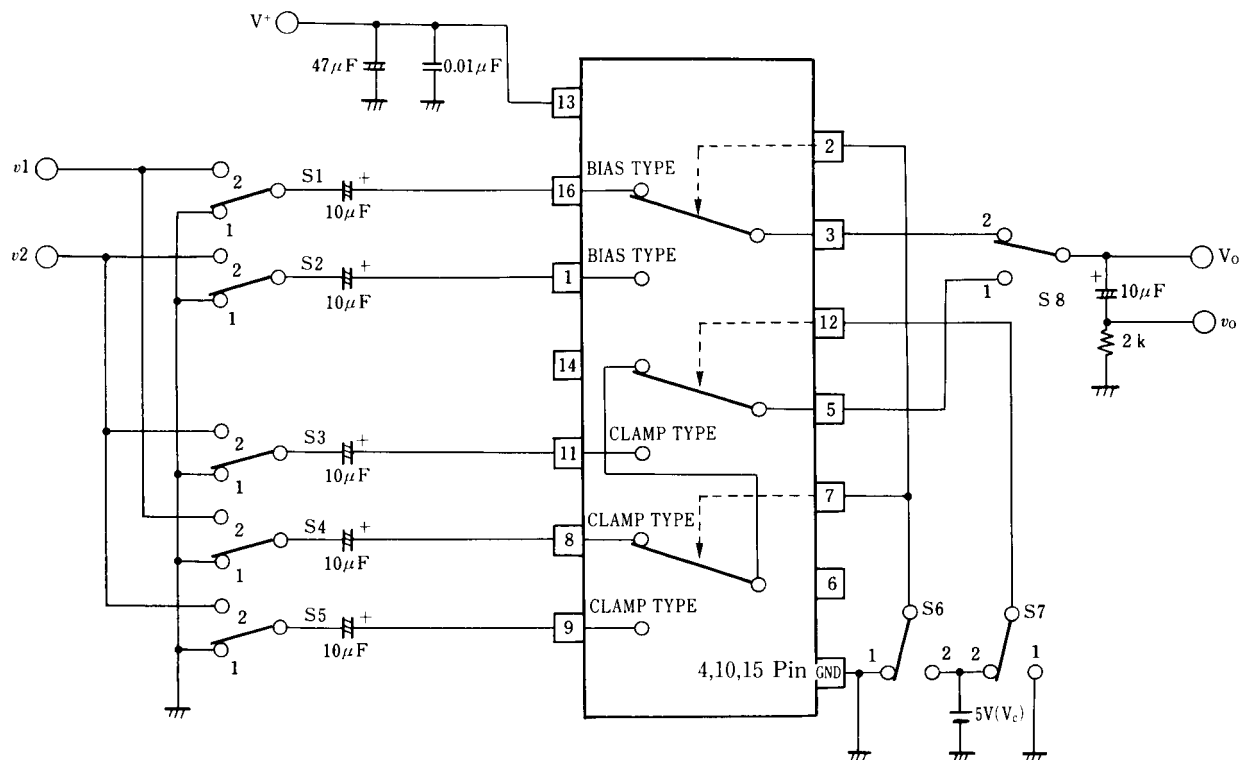 V⁺
47μF
0.01μF
13
2
v1
2
S1
+
1
10μF
16
BIAS TYPE
3
2
1
S8
V₀
+
10μF
v₀
2 k
v2
2
S2
+
1
10μF
1
BIAS TYPE
12
14
5
2
S3
+
1
10μF
11
CLAMP TYPE
7
2
S4
+
1
10μF
8
CLAMP TYPE
6
2
S5
+
1
10μF
9
CLAMP TYPE
S6
S7
4,10,15 Pin GND
1
2
2
1
5V(Vc)